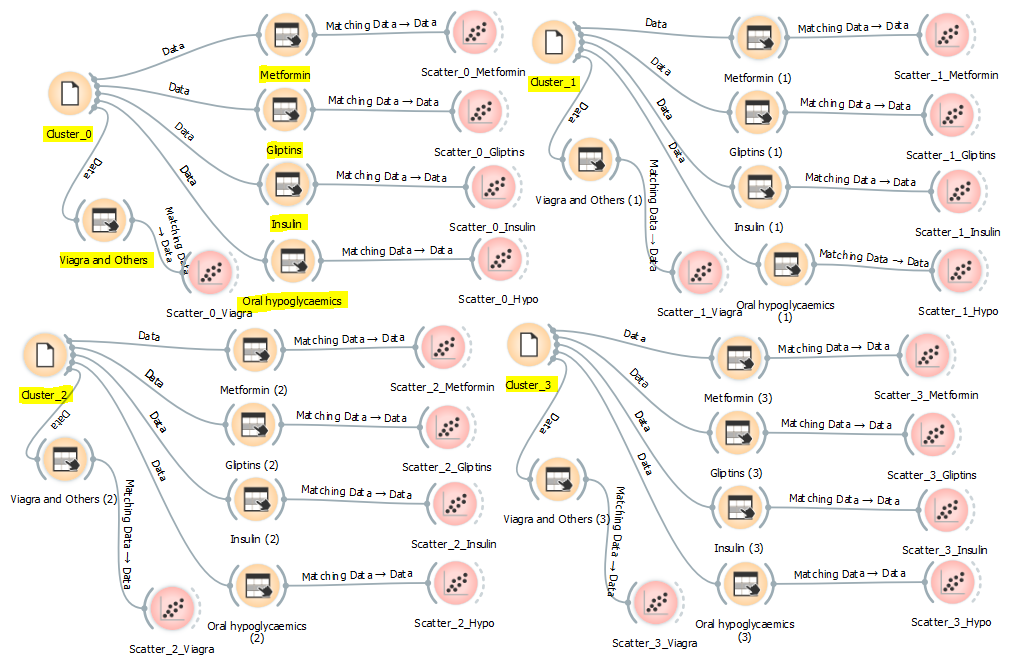 Data
Matching Data → Data
Metformin
Scatter_0_Metformin
Data
Matching Data → Data
Cluster_0
Gliptins
Scatter_0_Gliptins
Data
Matching Data → Data
Insulin
Scatter_0_Insulin
Data
Matching Data → Data
Oral hypoglycaemics
Scatter_0_Hypo
Data
Viagra and Others
Matching Data
→ Data
Scatter_0_Viagra
Data
Matching Data → Data
Cluster_1
Metformin (1)
Scatter_1_Metformin
Data
Matching Data → Data
Gliptins (1)
Scatter_1_Gliptins
Data
Matching Data → Data
Insulin (1)
Scatter_1_Insulin
Data
Matching Data → Data
Oral hypoglycaemics
(1)
Scatter_1_Hypo
Data
Viagra and Others (1)
Matching Data → Data
Scatter_1_Viagra
Data
Matching Data → Data
Cluster_2
Metformin (2)
Scatter_2_Metformin
Data
Matching Data → Data
Gliptins (2)
Scatter_2_Gliptins
Data
Matching Data → Data
Insulin (2)
Scatter_2_Insulin
Data
Matching Data → Data
Oral hypoglycaemics
(2)
Scatter_2_Hypo
Data
Viagra and Others (2)
Matching Data → Data
Scatter_2_Viagra
Data
Matching Data → Data
Cluster_3
Metformin (3)
Scatter_3_Metformin
Data
Matching Data → Data
Gliptins (3)
Scatter_3_Gliptins
Data
Matching Data → Data
Insulin (3)
Scatter_3_Insulin
Data
Matching Data → Data
Oral hypoglycaemics
(3)
Scatter_3_Hypo
Data
Viagra and Others (3)
Matching Data → Data
Scatter_3_Viagra